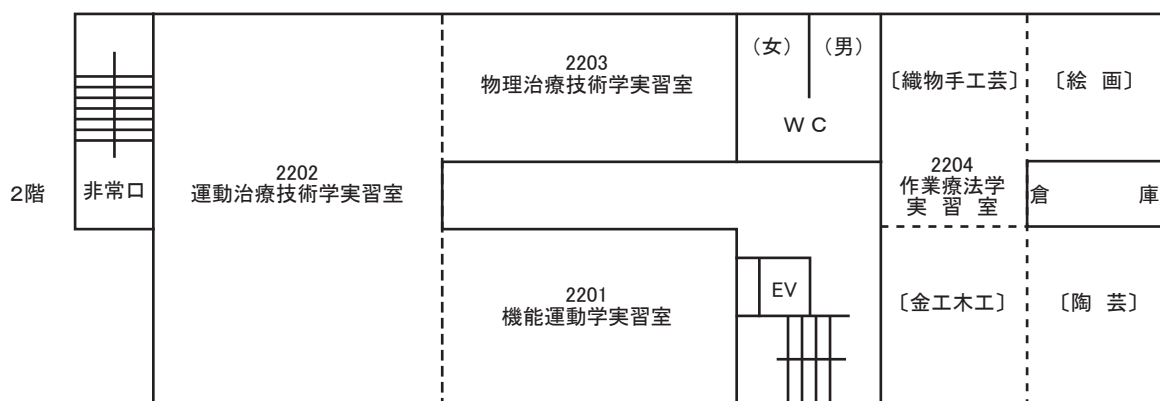 2階
非常口
2202
運動治療技術学実習室
2203
物理治療技術学実習室
2201
機能運動学実習室
（女）
（男）
ＷＣ
EV
〔織物手工芸〕
〔絵 画〕
2204
作業療法学
実 習 室
倉 庫
〔金工木工〕
〔陶 芸〕